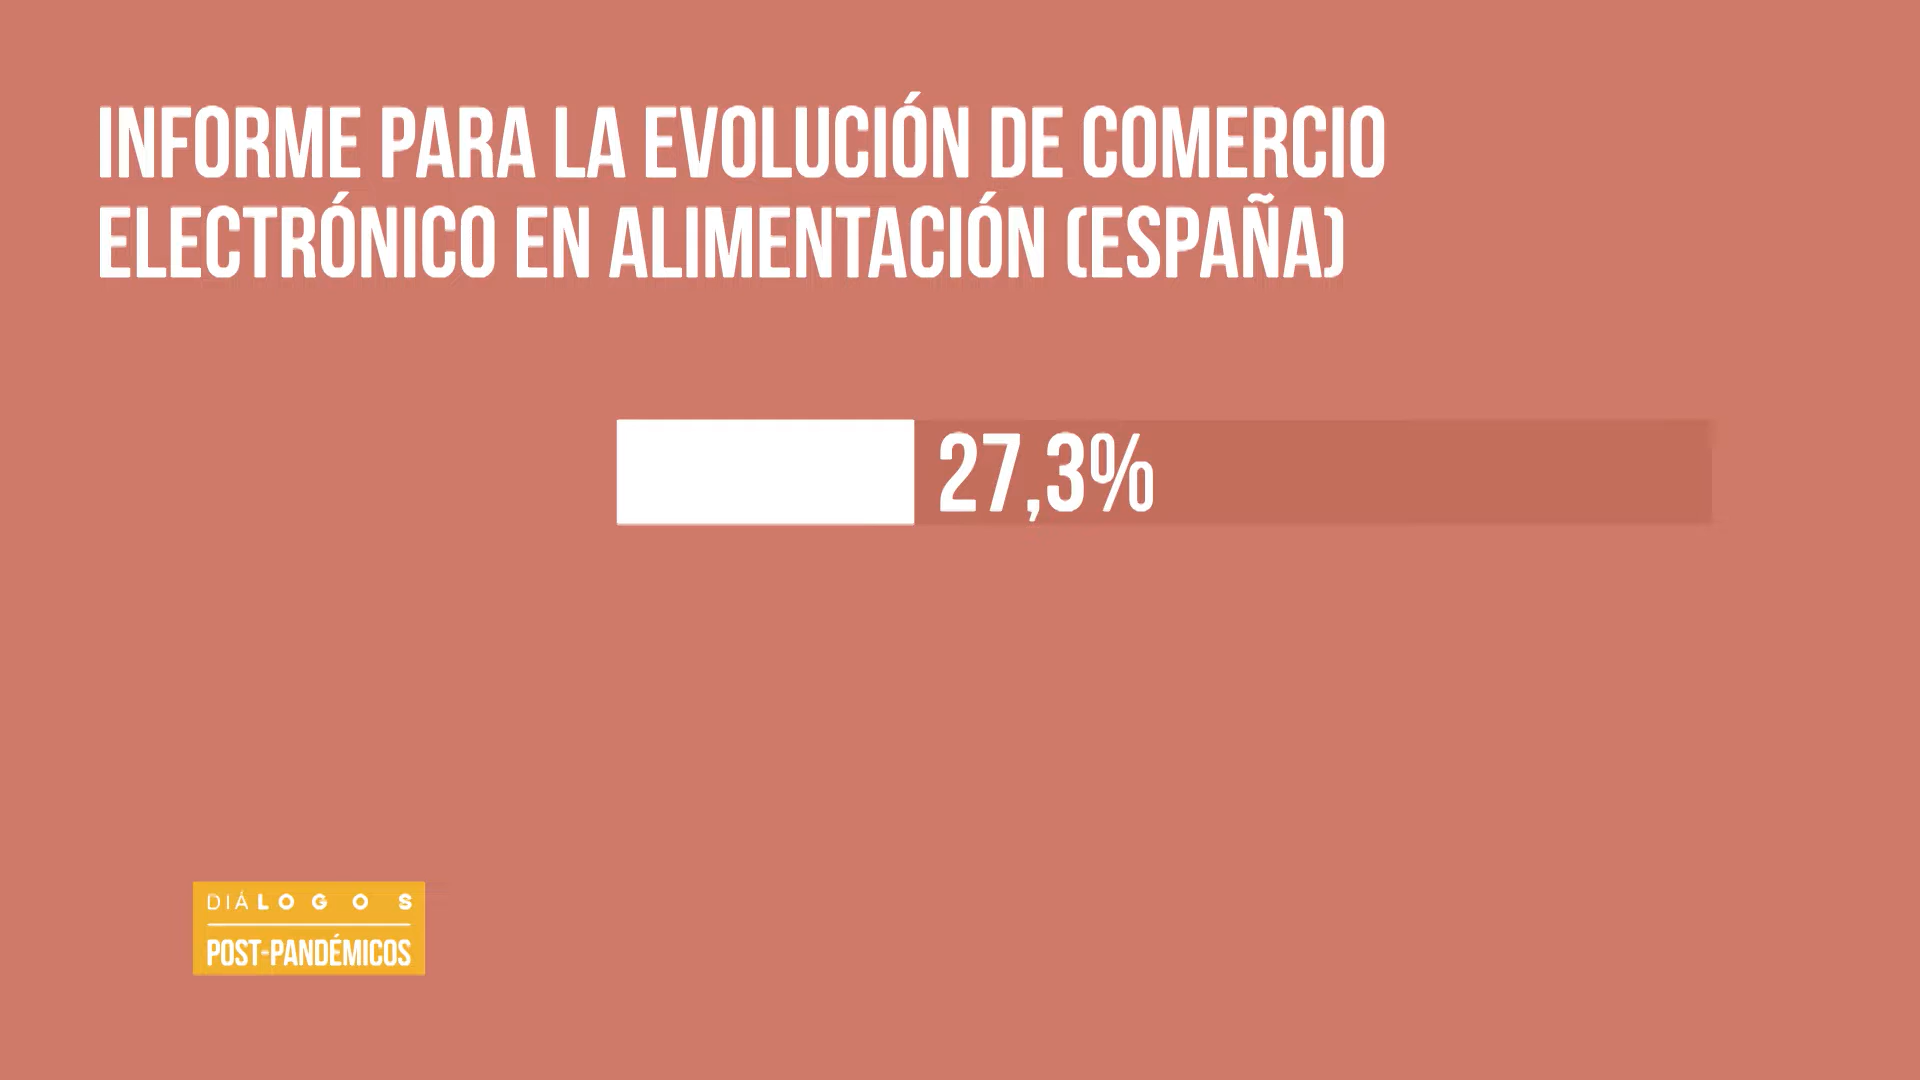 INFORME PARA LA EVOLUCIÓN DE COMERCIO
ELECTRÓNICO EN ALIMENTACIÓN (ESPAÑA)
27,3%
DIÁLOGOS
POST-PANDÉMICOS